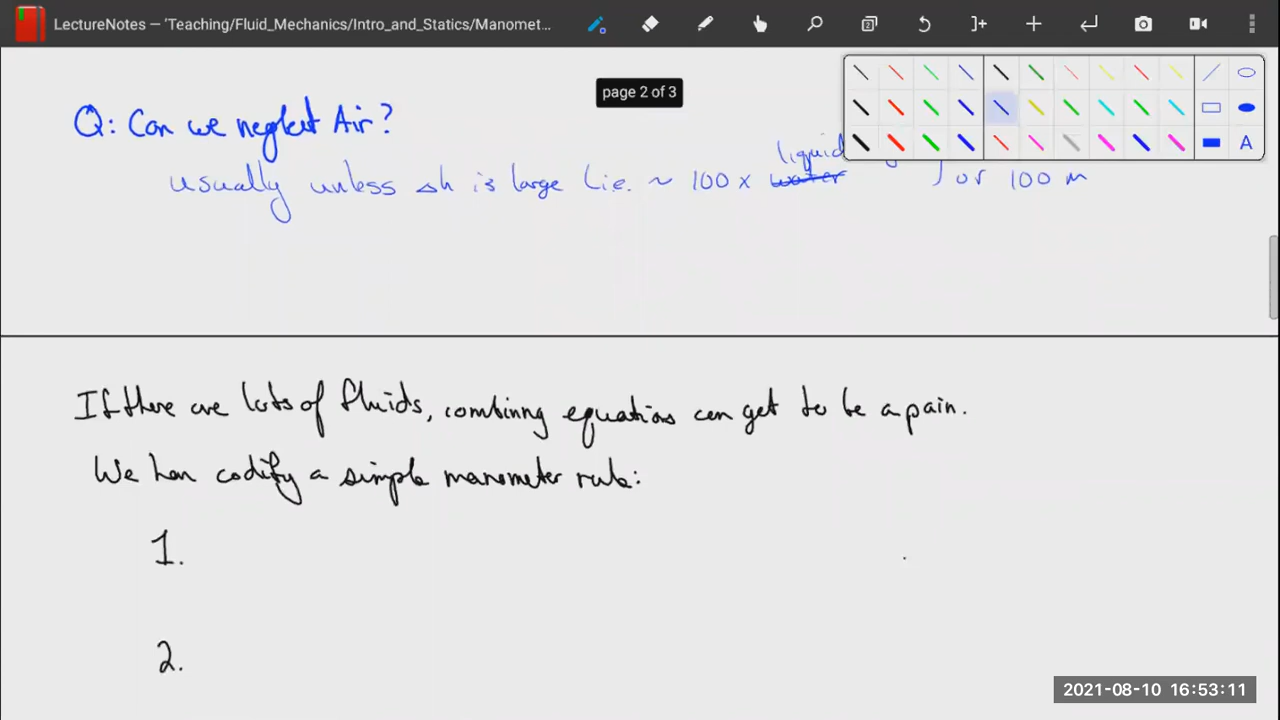 LectureNotes — 'Teaching/Fluid_Mechanics/Intro_and_Statics/Manomet...
page 2 of 3
Q: Can we neglect Air?
liquid
usually unless Δh is large (ie. ~ 100 x water ) or 100 m
A
If there are lots of fluids, combining equations can get to be a pain.
We han codify a simple manometer rule:
1.
2.
2021-08-10 16:53:11